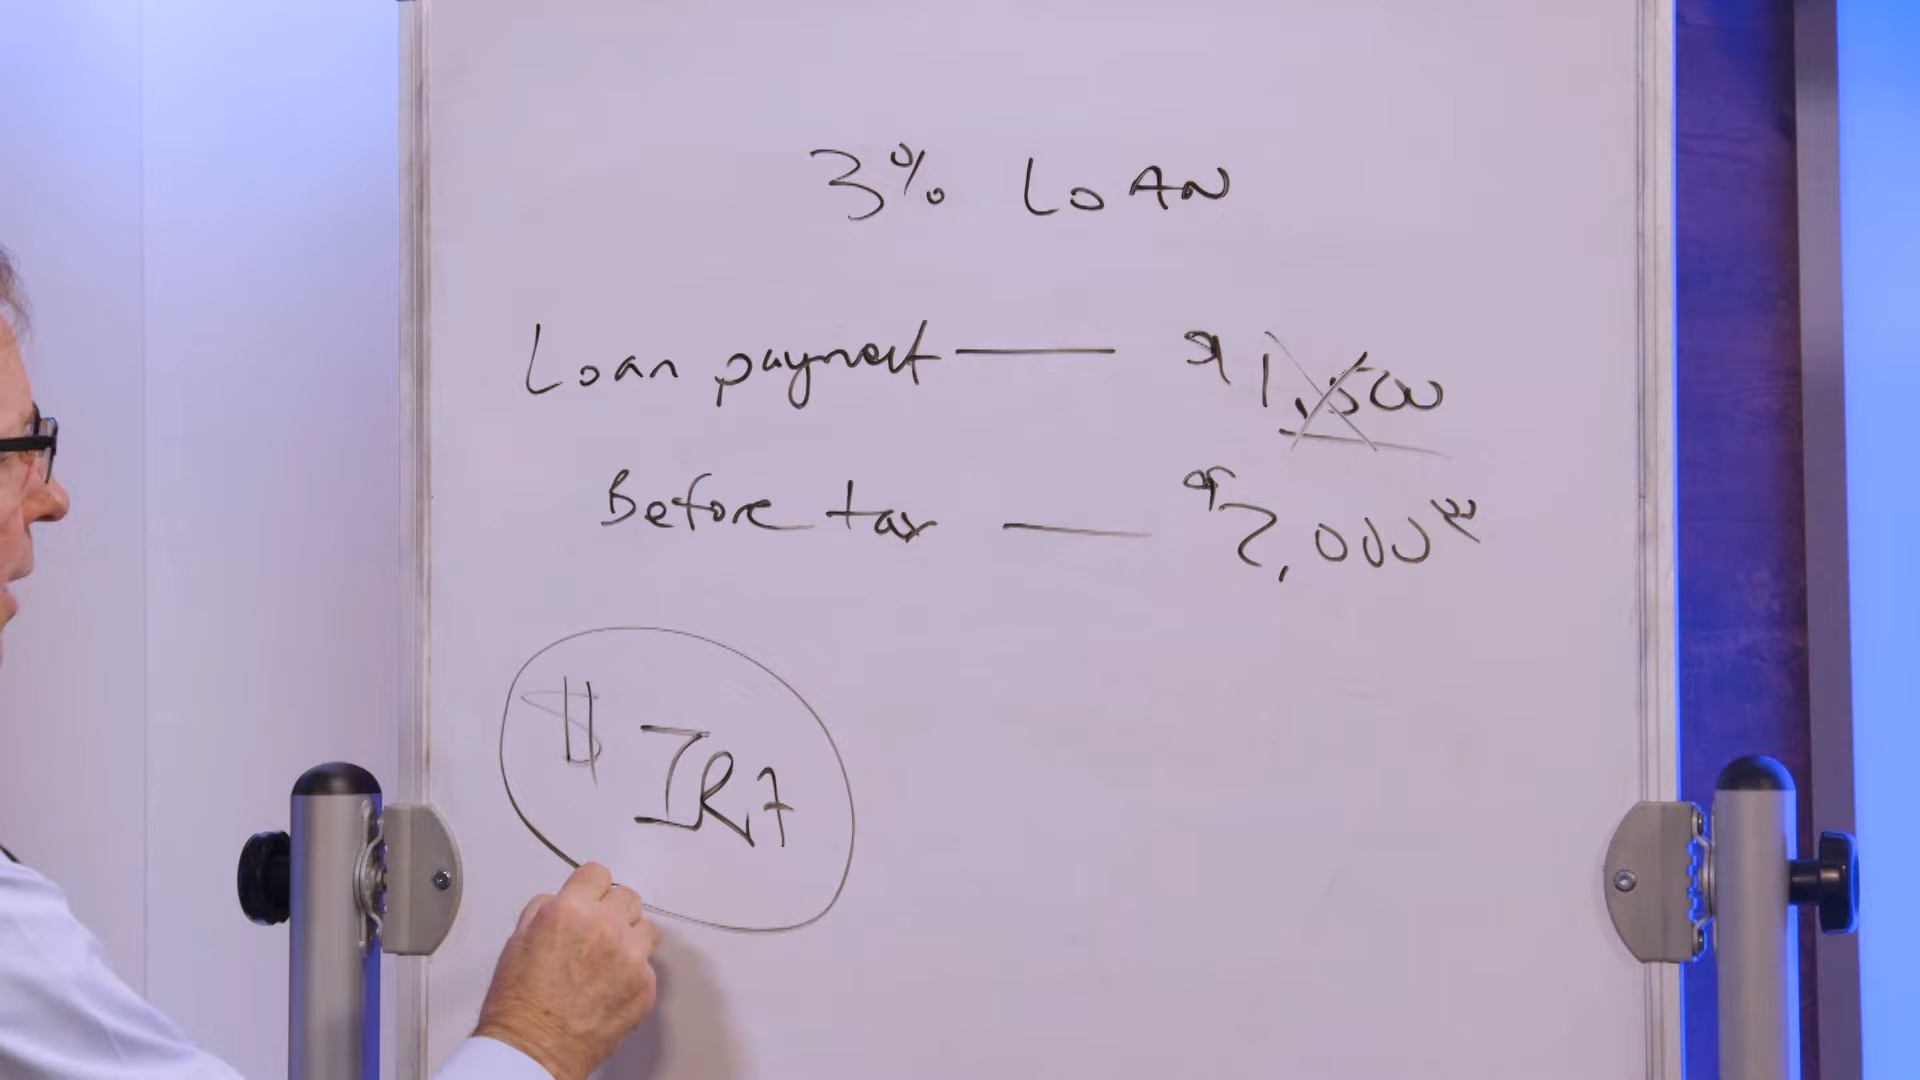 3% LOAN
Loan payment — $1,500
Before tax — $2,000
$ IRA